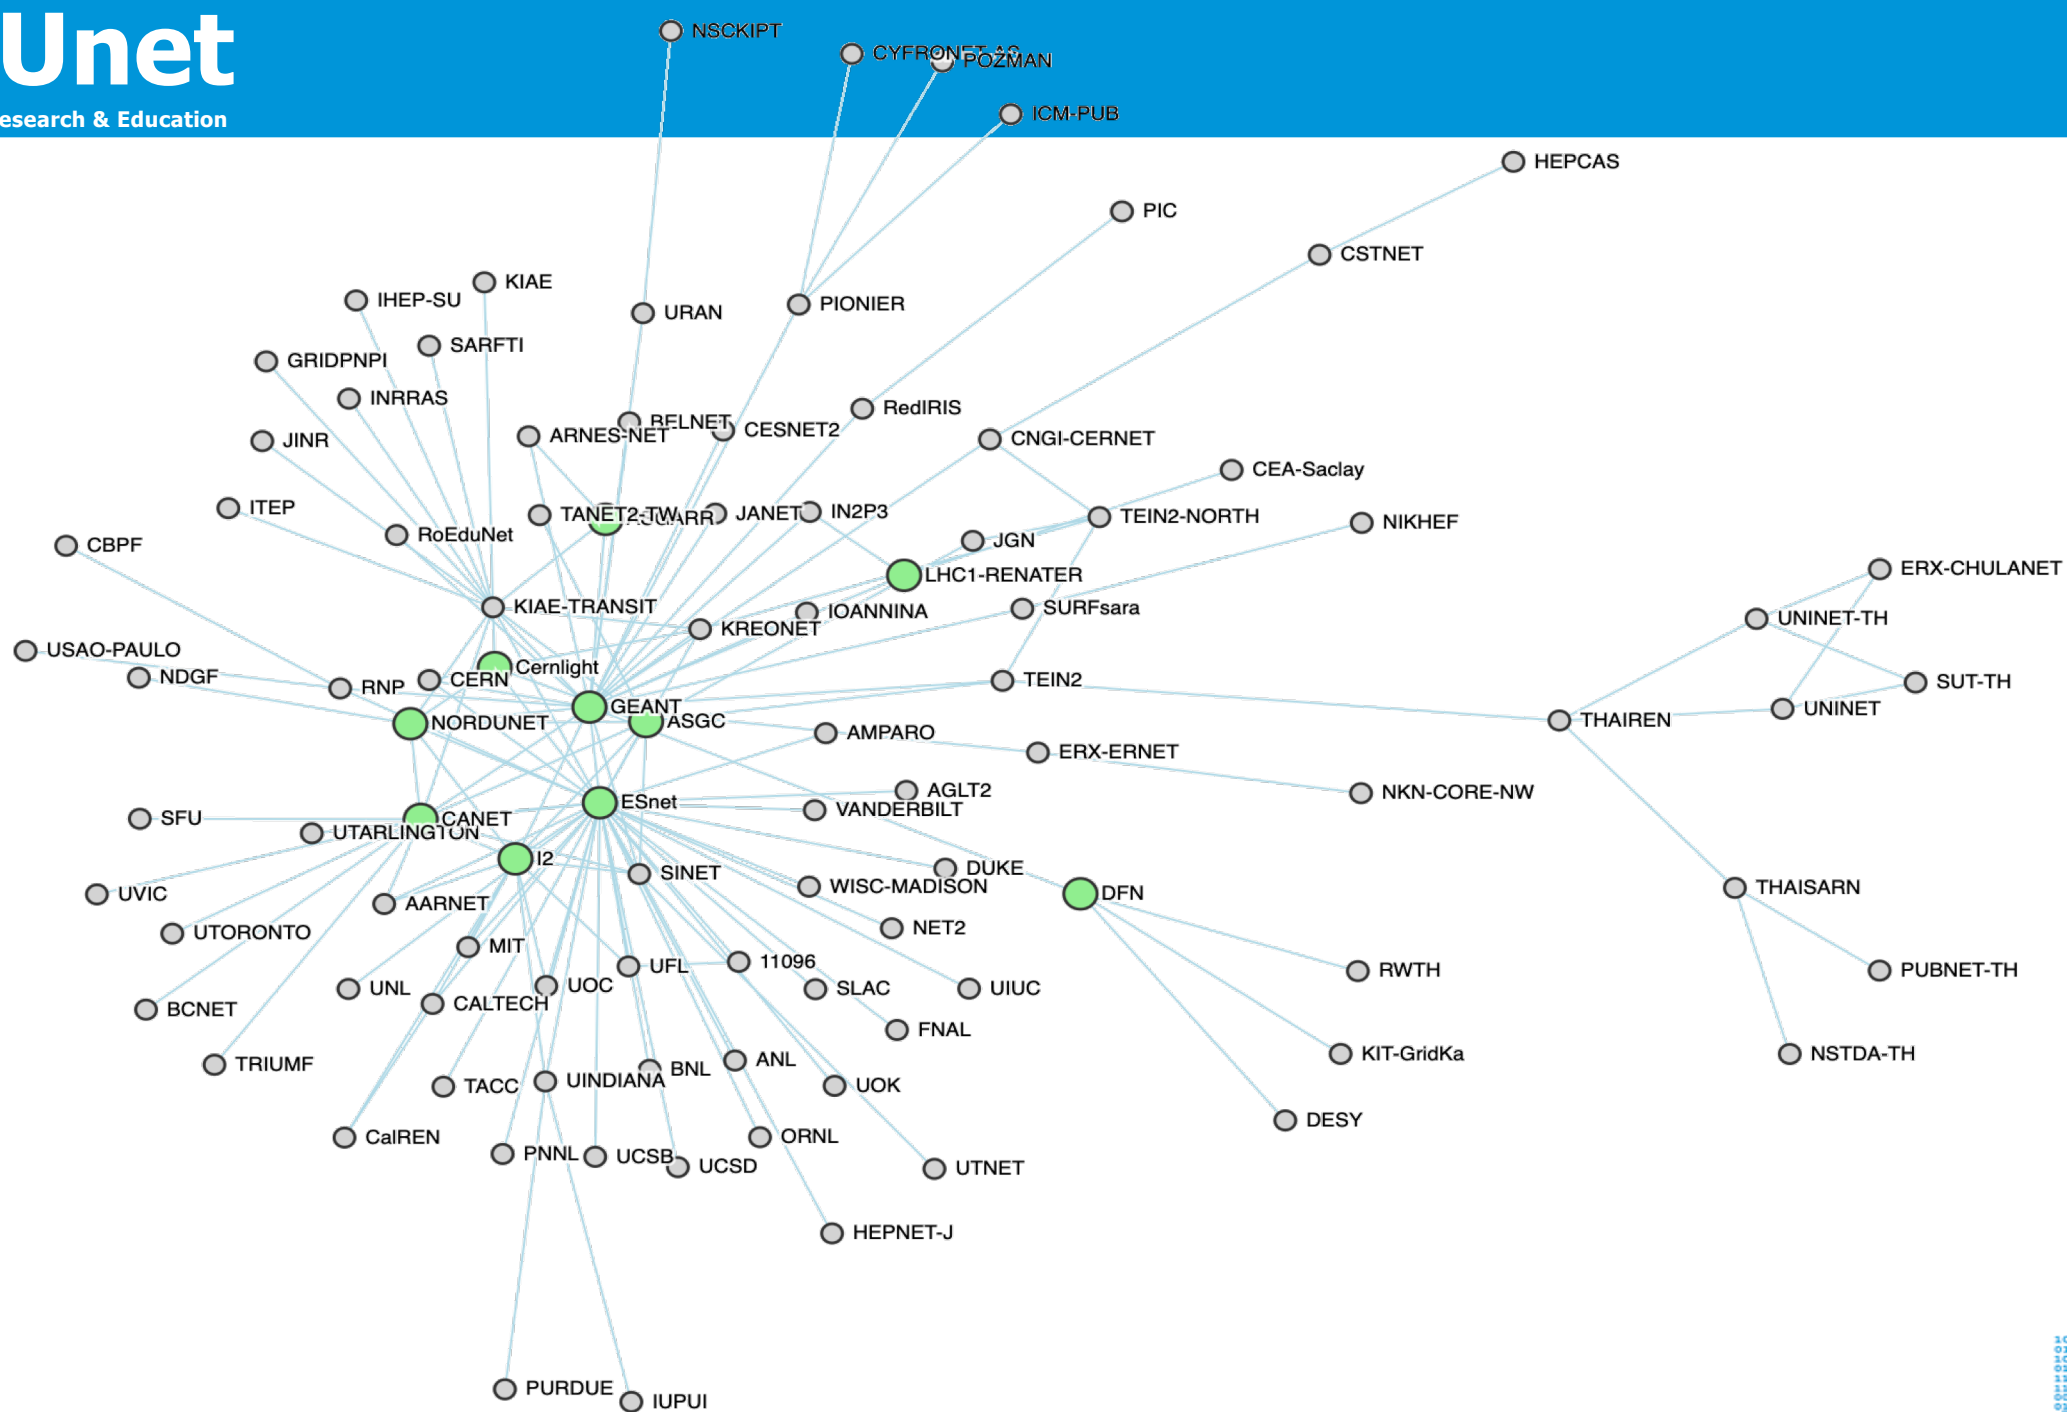 Unet
esearch & Education
NSCKIPT
CYFRONET-AS
POZMAN
ICM-PUB
HEPCAS
PIC
CSTNET
KIAE
IHEP-SU
PIONIER
URAN
SARFTI
GRIDPNPI
INRRAS
RedIRIS
BELNET
ARNES-NET
CESNET2
JINR
CNGI-CERNET
CEA-Saclay
ITEP
TANET2-TW
JANET
IN2P3
TEIN2-NORTH
NIKHEF
RoEduNet
CBPF
JGN
LHC1-RENATER
ERX-CHULANET
KIAE-TRANSIT
IOANNINA
SURFsara
UNINET-TH
KREONET
USAO-PAULO
Cernlight
NDGF
RNP
CERN
TEIN2
SUT-TH
GEANT
UNINET
NORDUNET
ASGC
THAIREN
AMPARO
ERX-ERNET
AGLT2
NKN-CORE-NW
ESnet
VANDERBILT
SFU
CANET
UTARLINGTON
I2
DUKE
SINET
WISC-MADISON
THAISARN
UVIC
DFN
AARNET
NET2
UTORONTO
MIT
11096
UFL
RWTH
PUBNET-TH
UNL
UOC
SLAC
UIUC
CALTECH
BCNET
FNAL
KIT-GridKa
NSTDA-TH
TRIUMF
ANL
BNL
UINDIANA
TACC
UOK
DESY
CalREN
ORNL
PNNL
UCSB
UCSD
UTNET
HEPNET-J
PURDUE
IUPUI